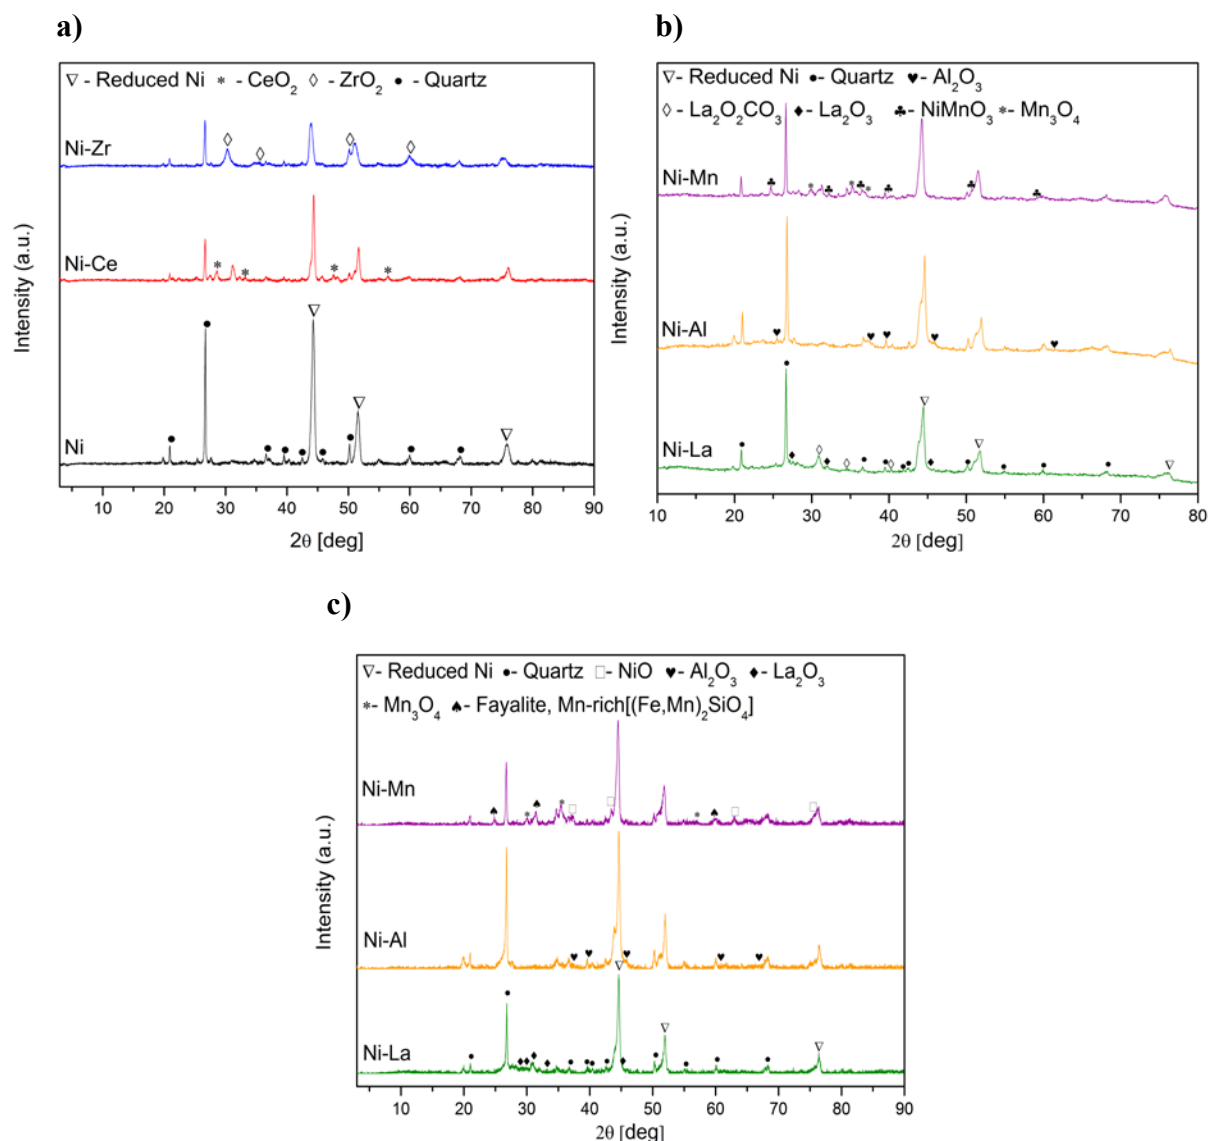 a)
▽ - Reduced Ni * - CeO₂ ◊ - ZrO₂ • - Quartz
Ni-Zr
Ni-Ce
Ni
Intensity (a.u.)
10 20 30 40 50 60 70 80 90
2θ [deg]
b)
▽ - Reduced Ni •- Quartz ♥- Al₂O₃
◊ - La₂O₂CO₃ ♦- La₂O₃ ♣- NiMnO₃ *- Mn₃O₄
Ni-Mn
Ni-Al
Ni-La
Intensity (a.u.)
10 20 30 40 50 60 70 80
2θ [deg]
c)
▽- Reduced Ni •- Quartz □- NiO ♥- Al₂O₃ ♦- La₂O₃
*- Mn₃O₄ ♠- Fayalite, Mn-rich[(Fe,Mn)₂SiO₄]
Ni-Mn
Ni-Al
Ni-La
Intensity (a.u.)
10 20 30 40 50 60 70 80 90
2θ [deg]